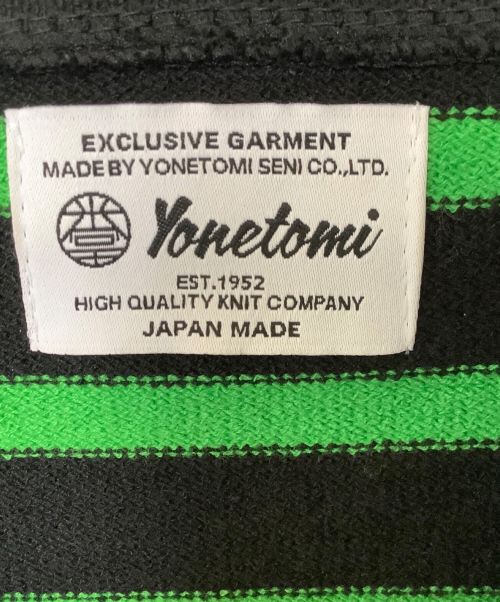 EXCLUSIVE GARMENT
MADE BY YONETOMI SENI CO.,LTD.
Yonetomi
EST.1952
HIGH QUALITY KNIT COMPANY
JAPAN MADE